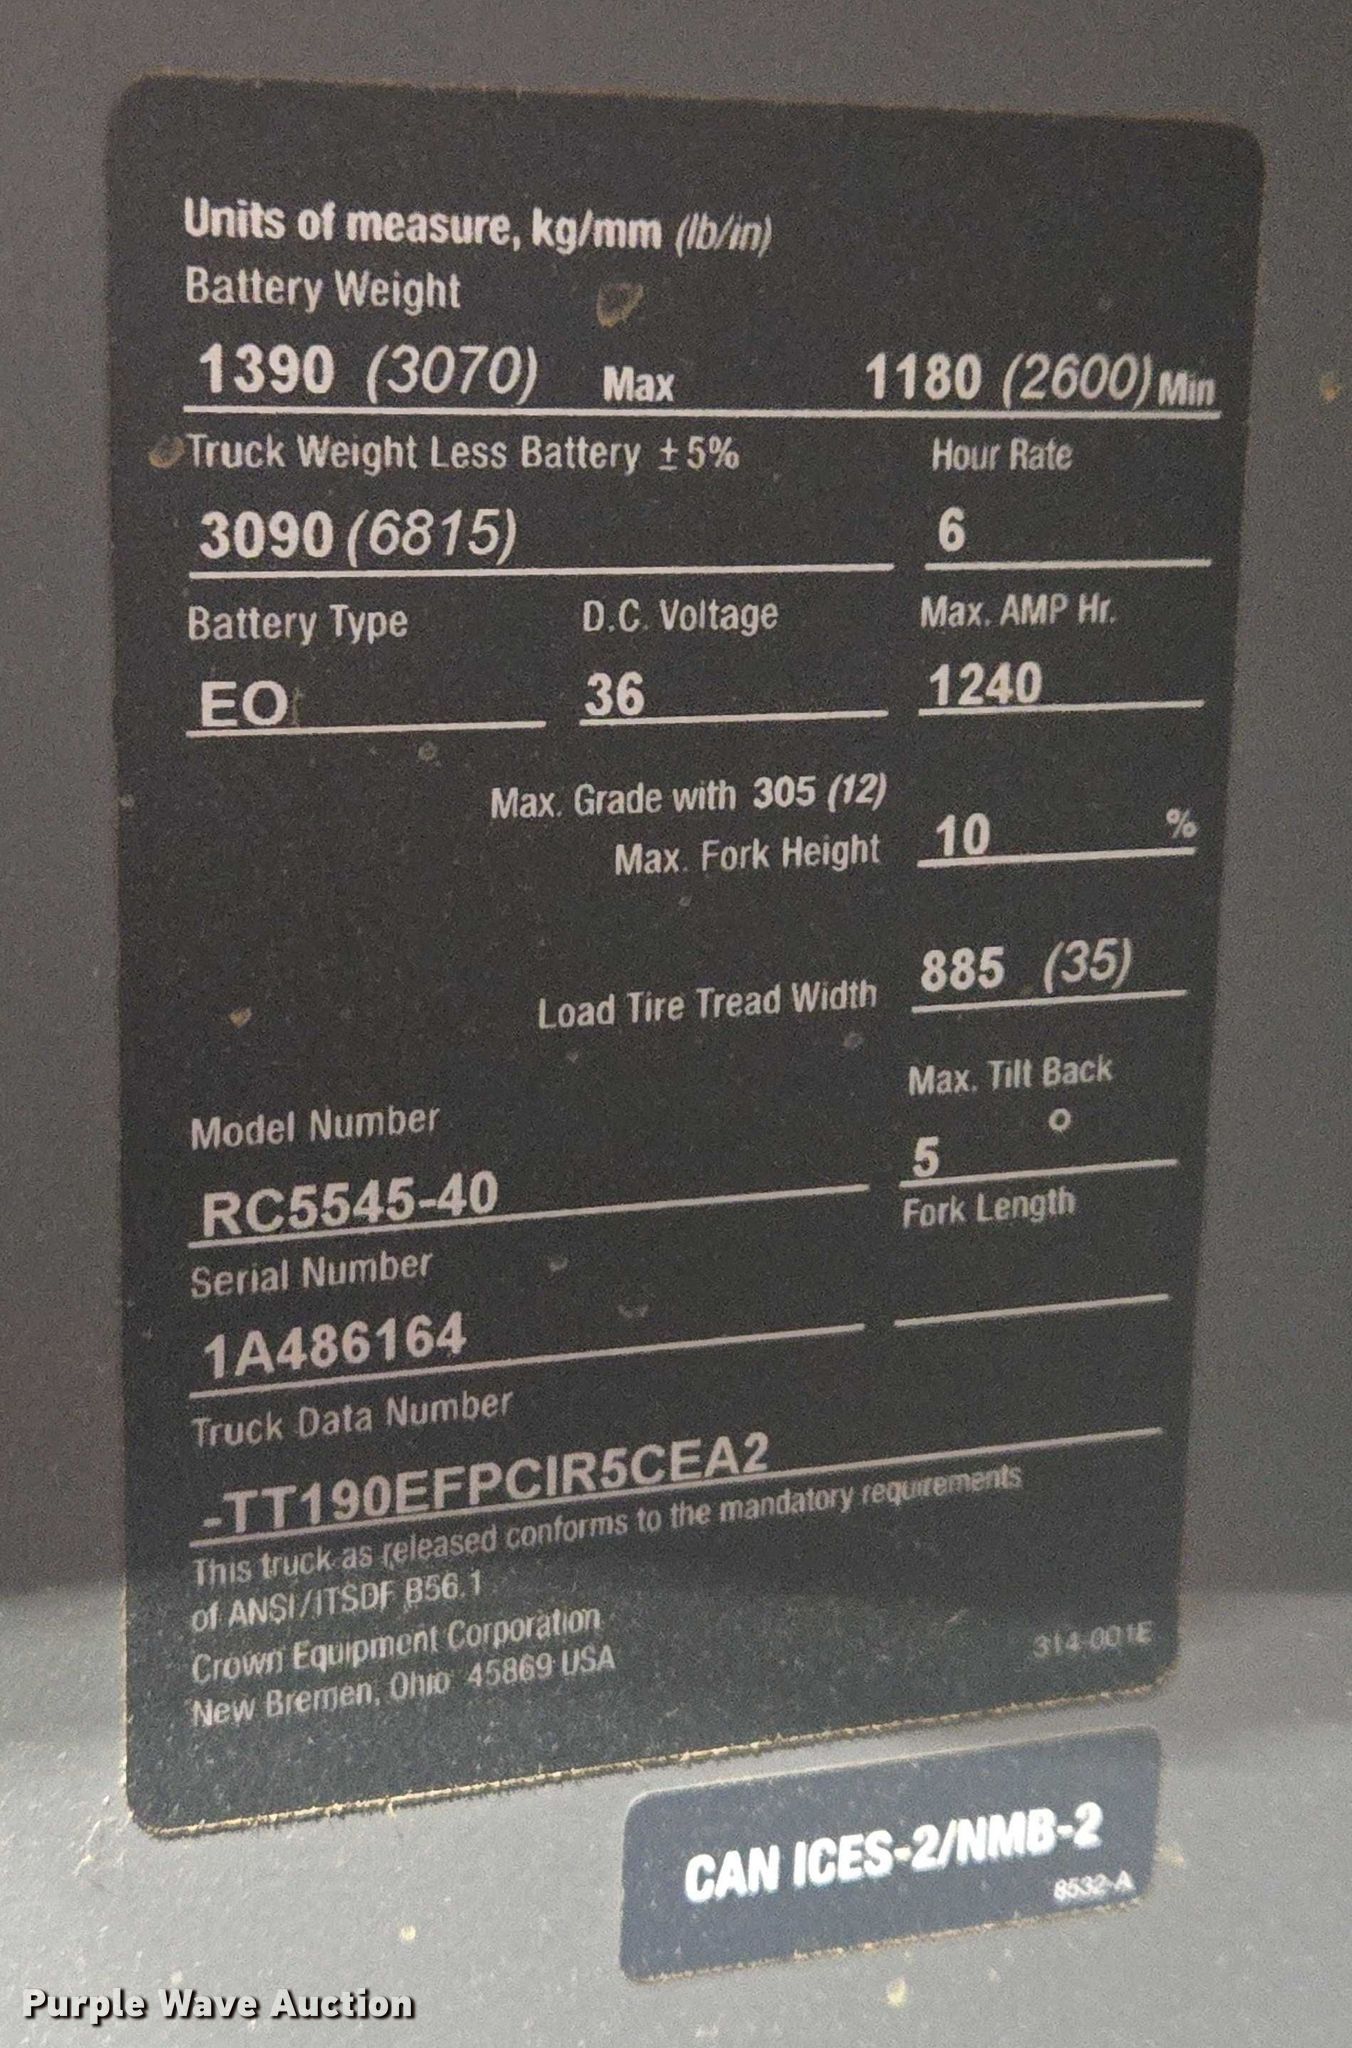 Units of measure, kg/mm (lb/in)
Battery Weight
1390 (3070) Max 1180 (2600) Min
Truck Weight Less Battery ±5% Hour Rate
3090 (6815) 6
Battery Type D.C. Voltage Max. AMP Hr.
EO 36 1240
Max. Grade with 305 (12)
Max. Fork Height 10 %
Load Tire Tread Width 885 (35)
Max. Tilt Back
Model Number 5 °
RC5545-40 Fork Length
Serial Number
1A486164
Truck Data Number
-TT190EFPCIR5CEA2
This truck as released conforms to the mandatory requirements
of ANSI/ITSDF B56.1
Crown Equipment Corporation
New Bremen, Ohio 45869 USA
314-001E
CAN ICES-2/NMB-2
8532-A
Purple Wave Auction